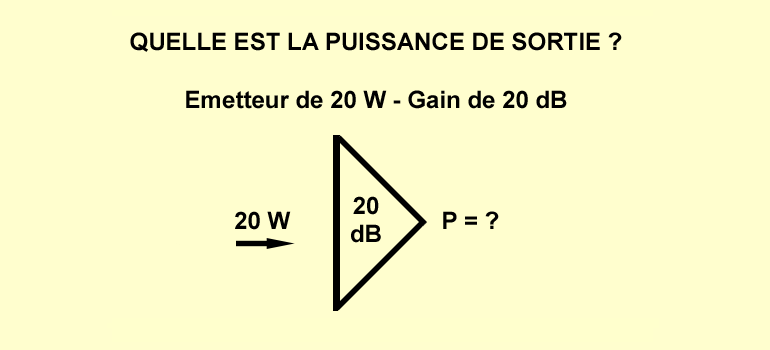 QUELLE EST LA PUISSANCE DE SORTIE ?
Emetteur de 20 W - Gain de 20 dB
20 W
20
dB
P = ?